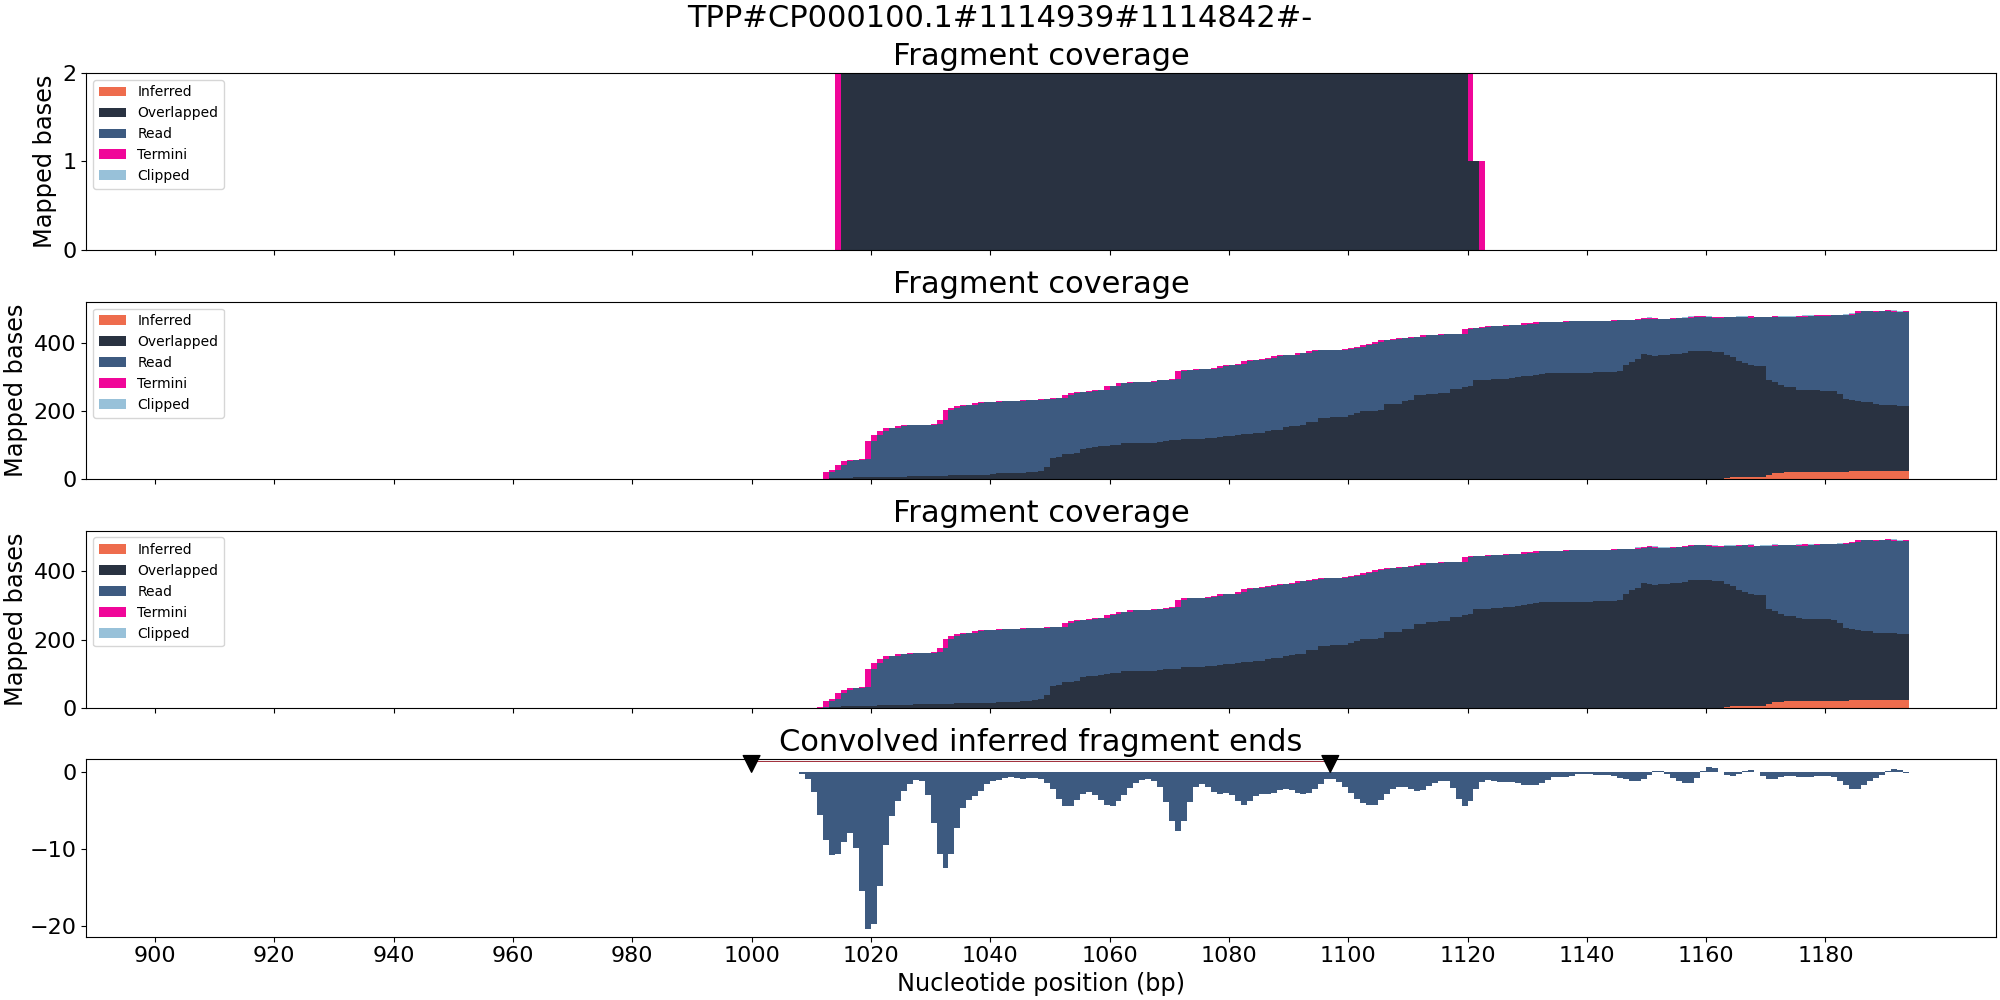 TPP#CP000100.1#1114939#1114842#-
Fragment coverage
Mapped bases
2
1
0
Inferred
Overlapped
Read
Termini
Clipped
Fragment coverage
Mapped bases
400
200
0
Inferred
Overlapped
Read
Termini
Clipped
Fragment coverage
Mapped bases
400
200
0
Inferred
Overlapped
Read
Termini
Clipped
Convolved inferred fragment ends
0
−10
−20
900 920 940 960 980 1000 1020 1040 1060 1080 1100 1120 1140 1160 1180
Nucleotide position (bp)